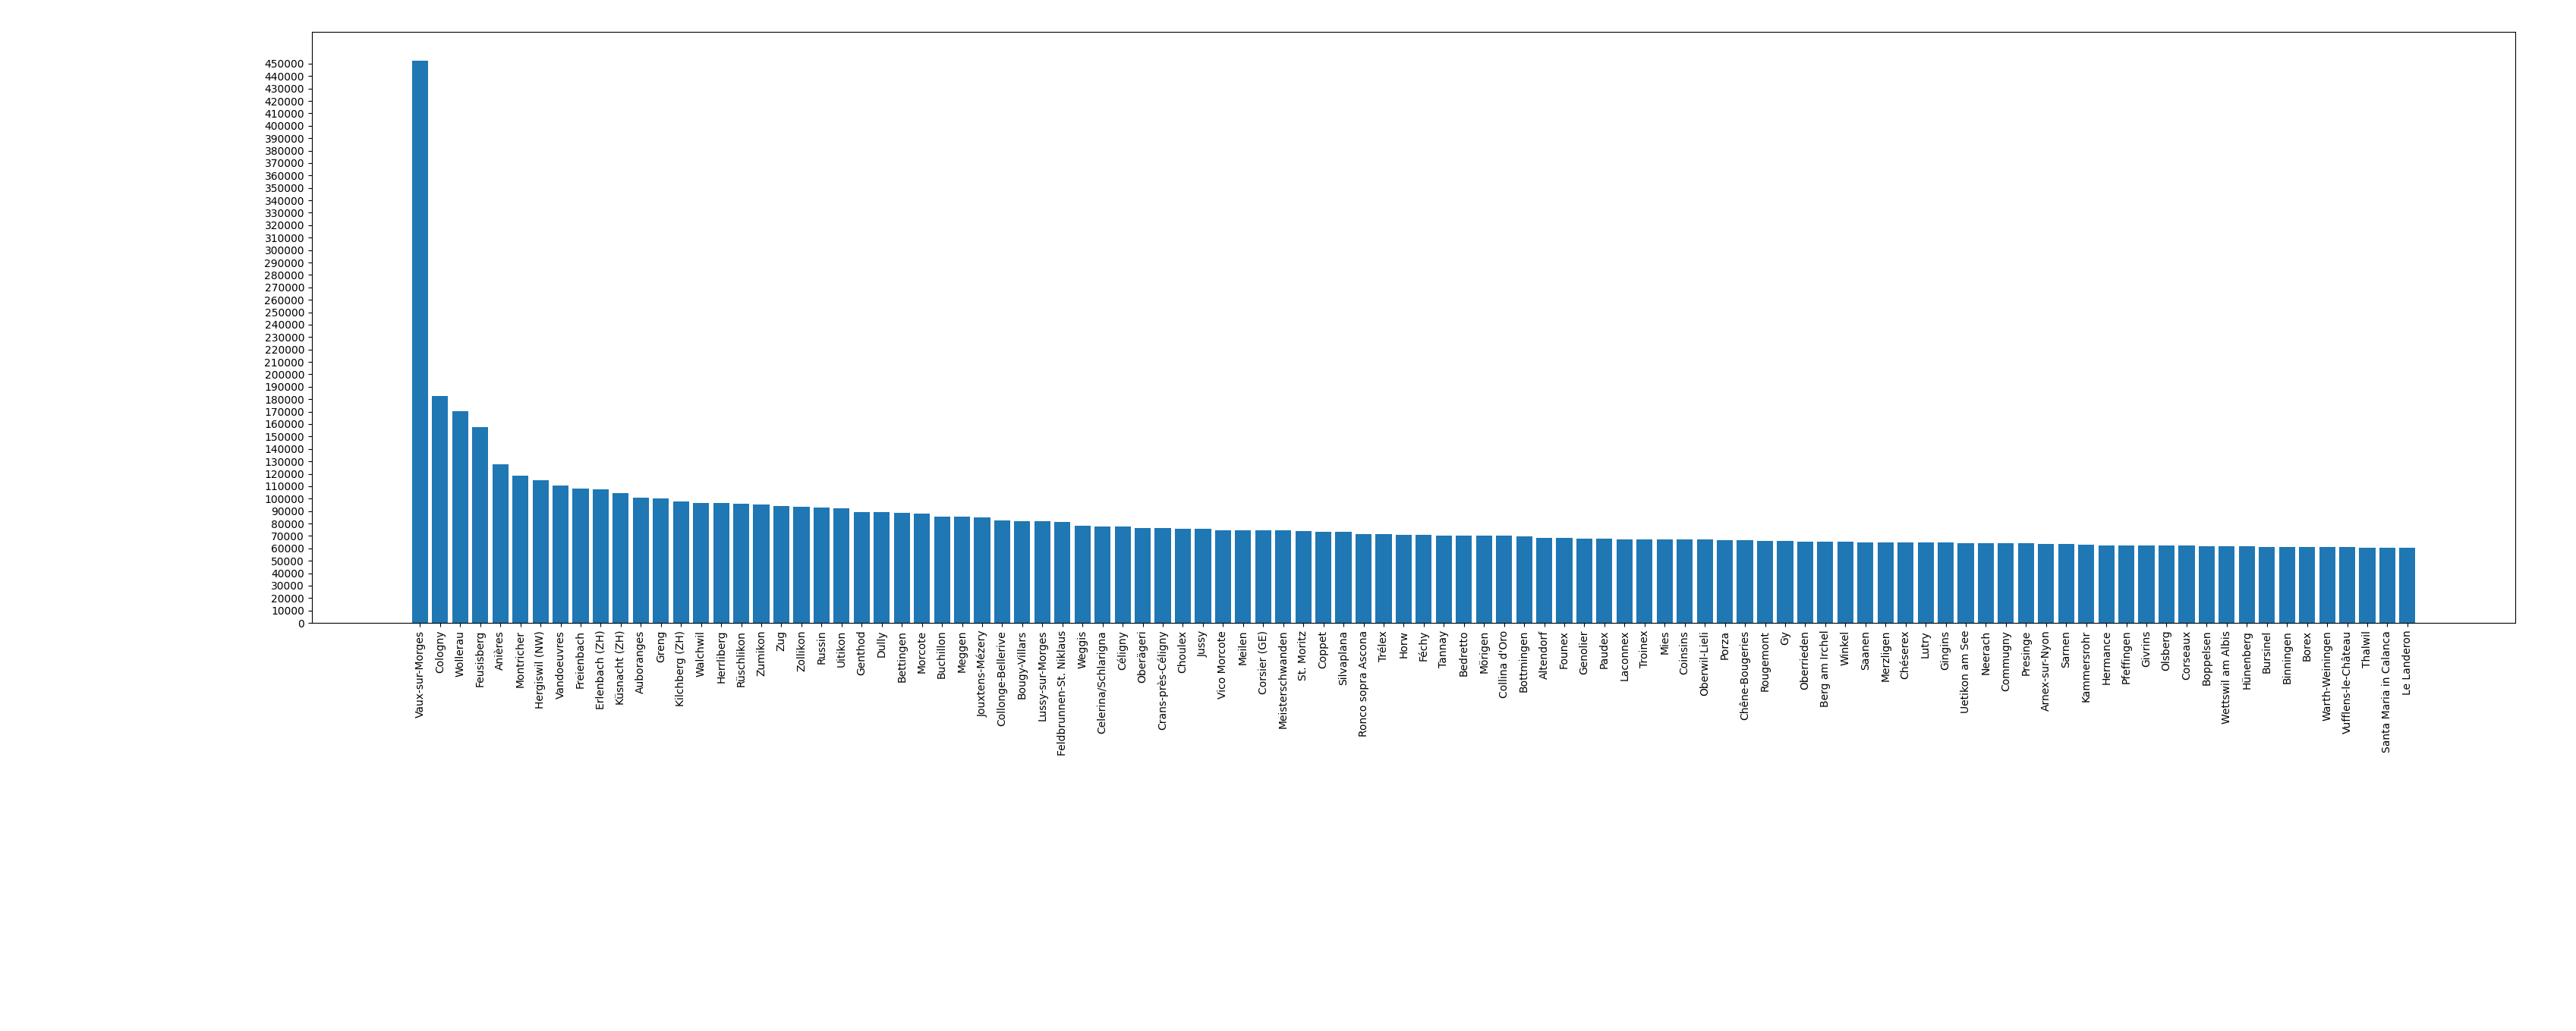 450000
440000
430000
420000
410000
400000
390000
380000
370000
360000
350000
340000
330000
320000
310000
300000
290000
280000
270000
260000
250000
240000
230000
220000
210000
200000
190000
180000
170000
160000
150000
140000
130000
120000
110000
100000
90000
80000
70000
60000
50000
40000
30000
20000
10000
0
Vaux-sur-Morges
Cologny
Wollerau
Feusisberg
Anières
Montricher
Hergiswil (NW)
Vandoeuvres
Freienbach
Erlenbach (ZH)
Küsnacht (ZH)
Auboranges
Greng
Kilchberg (ZH)
Walchwil
Herrliberg
Rüschlikon
Zumikon
Zug
Zollikon
Russin
Uitikon
Genthod
Dully
Bettingen
Morcote
Buchillon
Meggen
Jouxtens-Mézery
Collonge-Bellerive
Bougy-Villars
Lussy-sur-Morges
Feldbrunnen-St. Niklaus
Weggis
Celerina/Schlarigna
Céligny
Oberägeri
Crans-près-Céligny
Choulex
Jussy
Vico Morcote
Meilen
Corsier (GE)
Meisterschwanden
St. Moritz
Coppet
Silvaplana
Ronco sopra Ascona
Trélex
Horw
Féchy
Tannay
Bedretto
Mörigen
Collina d'Oro
Bottmingen
Altendorf
Founex
Genolier
Paudex
Laconnex
Troinex
Mies
Coinsins
Oberwil-Lieli
Porza
Chêne-Bougeries
Rougemont
Gy
Oberrieden
Berg am Irchel
Winkel
Saanen
Merzligen
Chéserex
Lutry
Gingins
Uetikon am See
Neerach
Commugny
Presinge
Arnex-sur-Nyon
Sarnen
Kammersrohr
Hermance
Pfeffingen
Givrins
Olsberg
Corseaux
Boppelsen
Wettswil am Albis
Hünenberg
Bursinel
Binningen
Borex
Warth-Weiningen
Vufflens-le-Château
Thalwil
Santa Maria in Calanca
Le Landeron